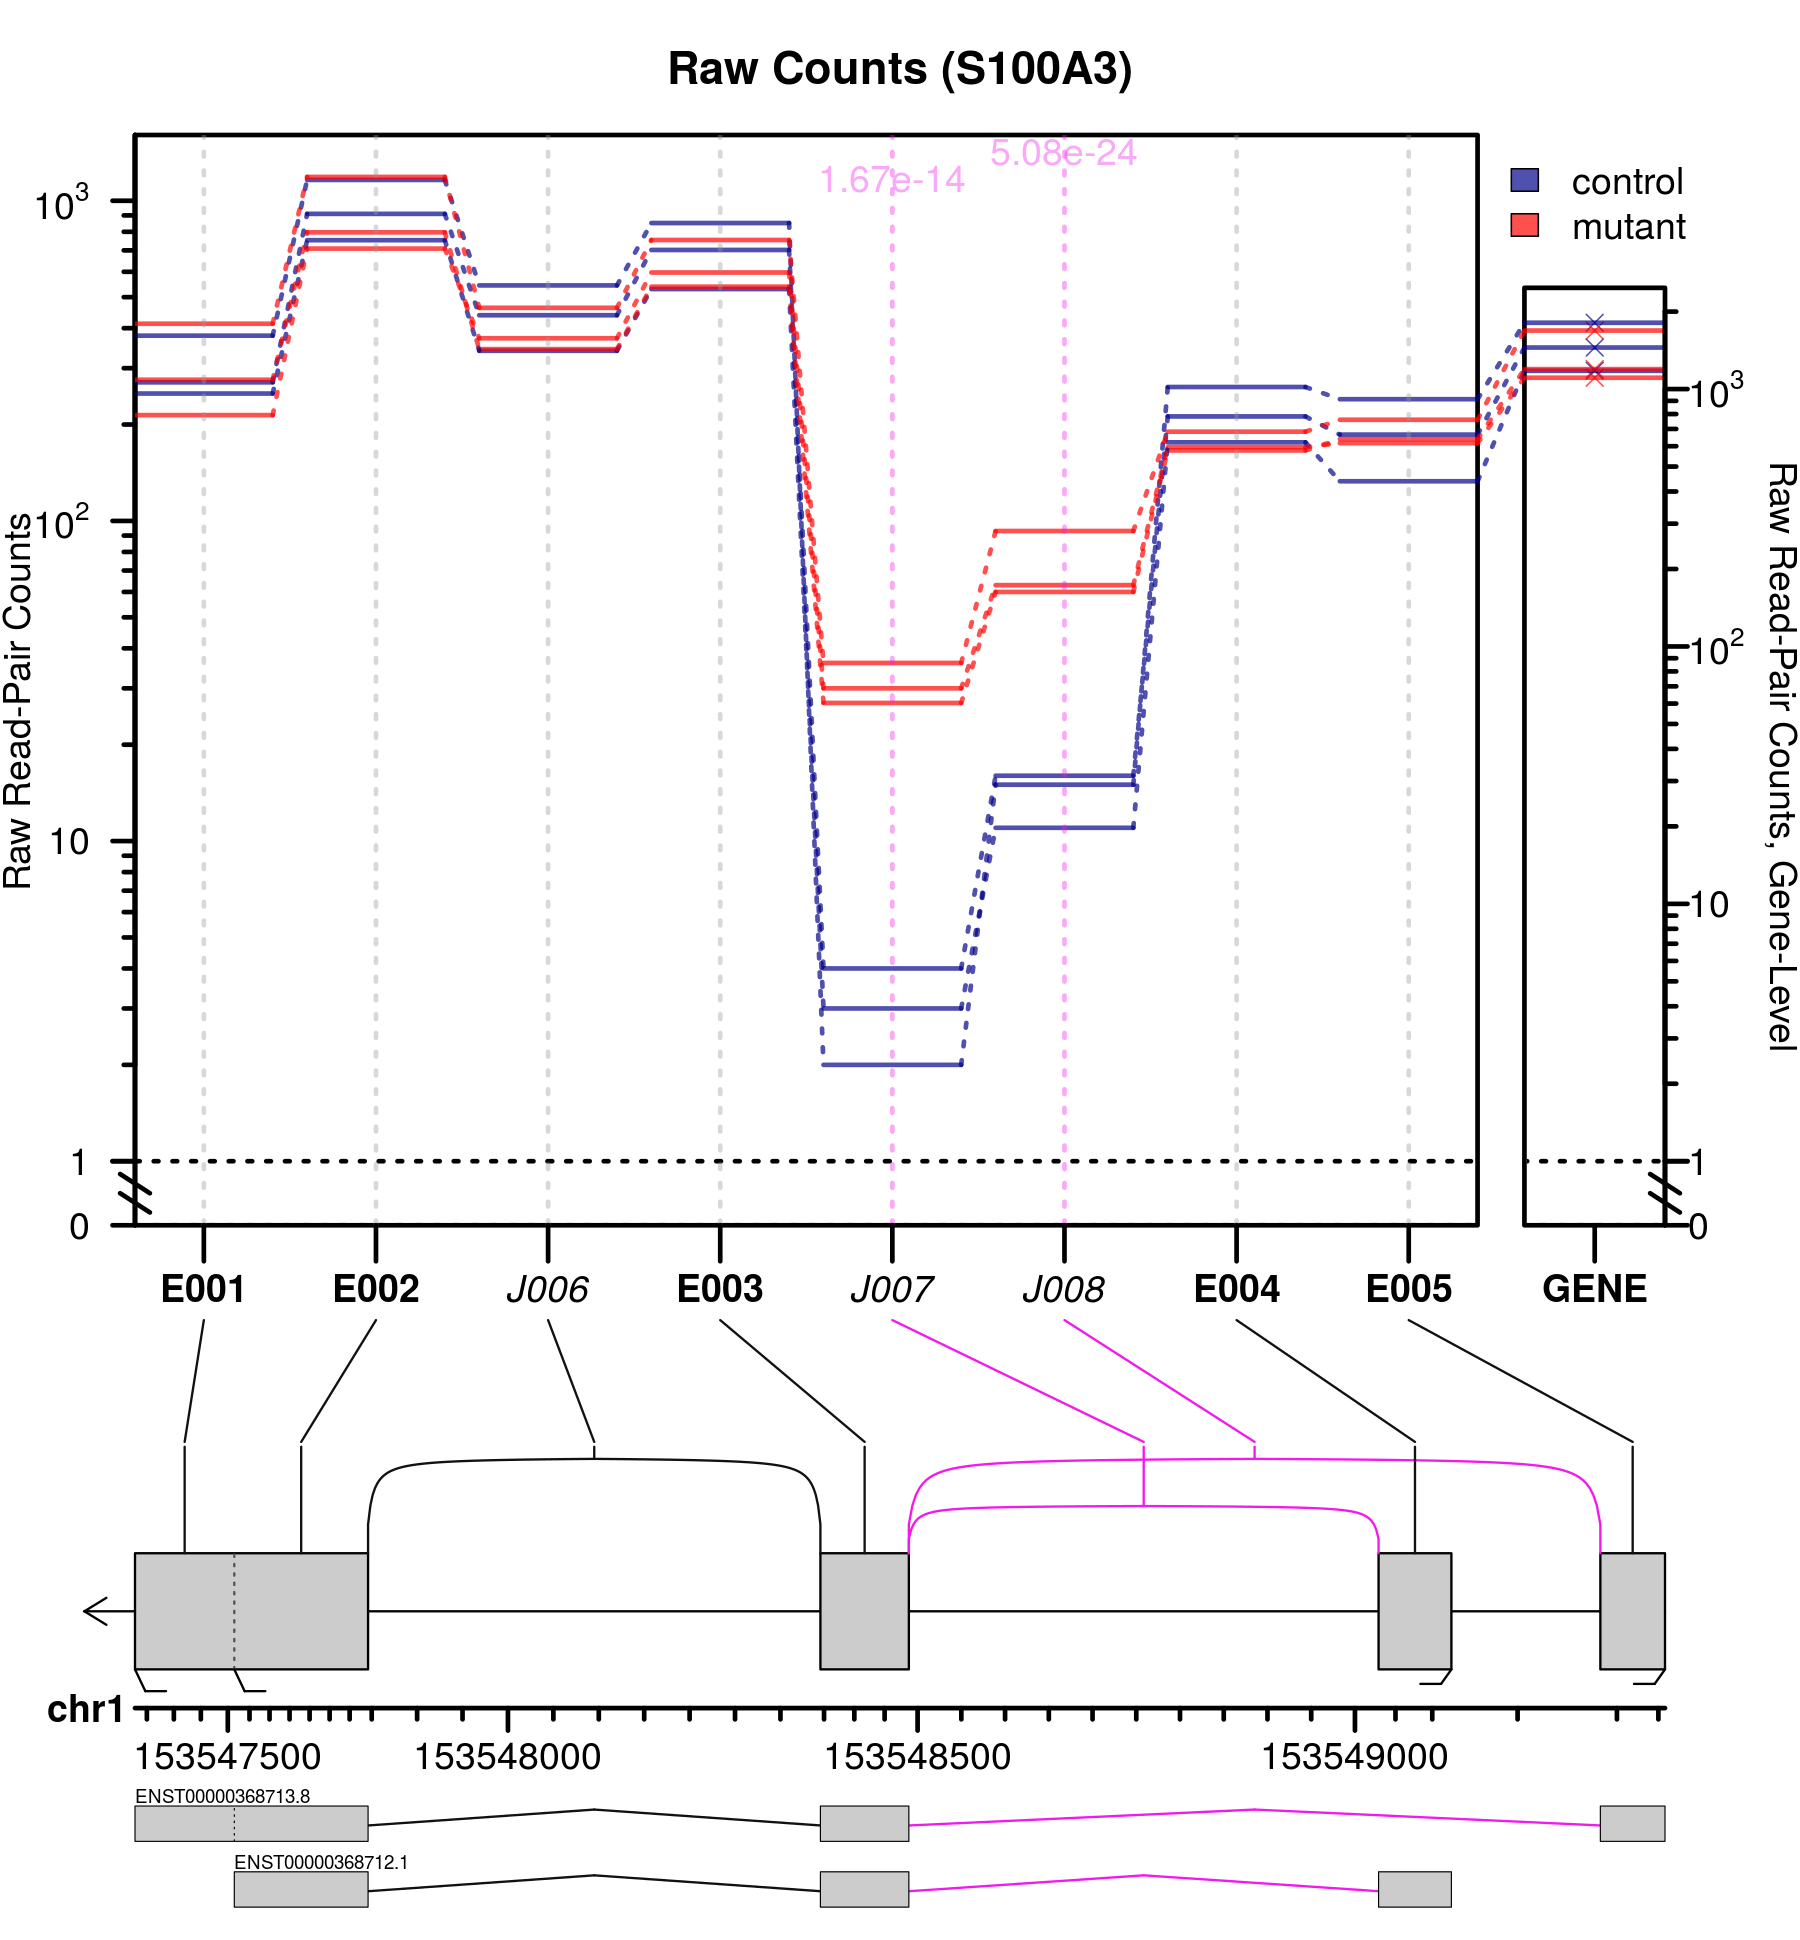 Raw Counts (S100A3)
5.08e-24
1.67e-14
control
mutant
Raw Read-Pair Counts
10³
10²
10
1
0
10³
10²
10
1
0
Raw Read-Pair Counts, Gene-Level
E001 E002 J006 E003 J007 J008 E004 E005 GENE
chr1
153547500 153548000 153548500 153549000
ENST00000368713.8
ENST00000368712.1